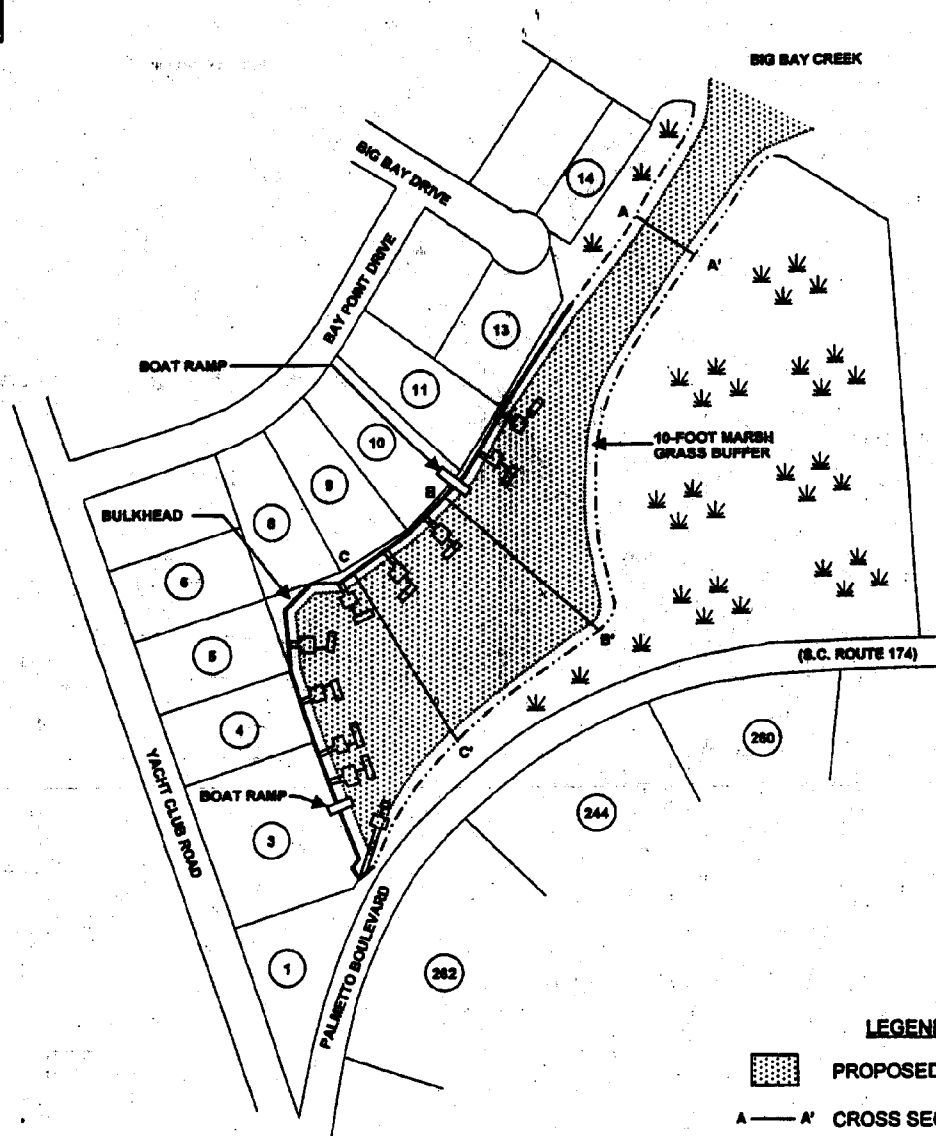 BIG BAY CREEK
BIG BAY DRIVE
14
A
A'
BAY POINT DRIVE
13
BOAT RAMP
11
10
10-FOOT MARSH
GRASS BUFFER
9
B
BULKHEAD
8
C
6
B'
5
(S.C. ROUTE 174)
4
C'
260
YACHT CLUB ROAD
BOAT RAMP
244
3
PALMETTO BOULEVARD
1
262
LEGEN
PROPOSED
A A' CROSS SEC